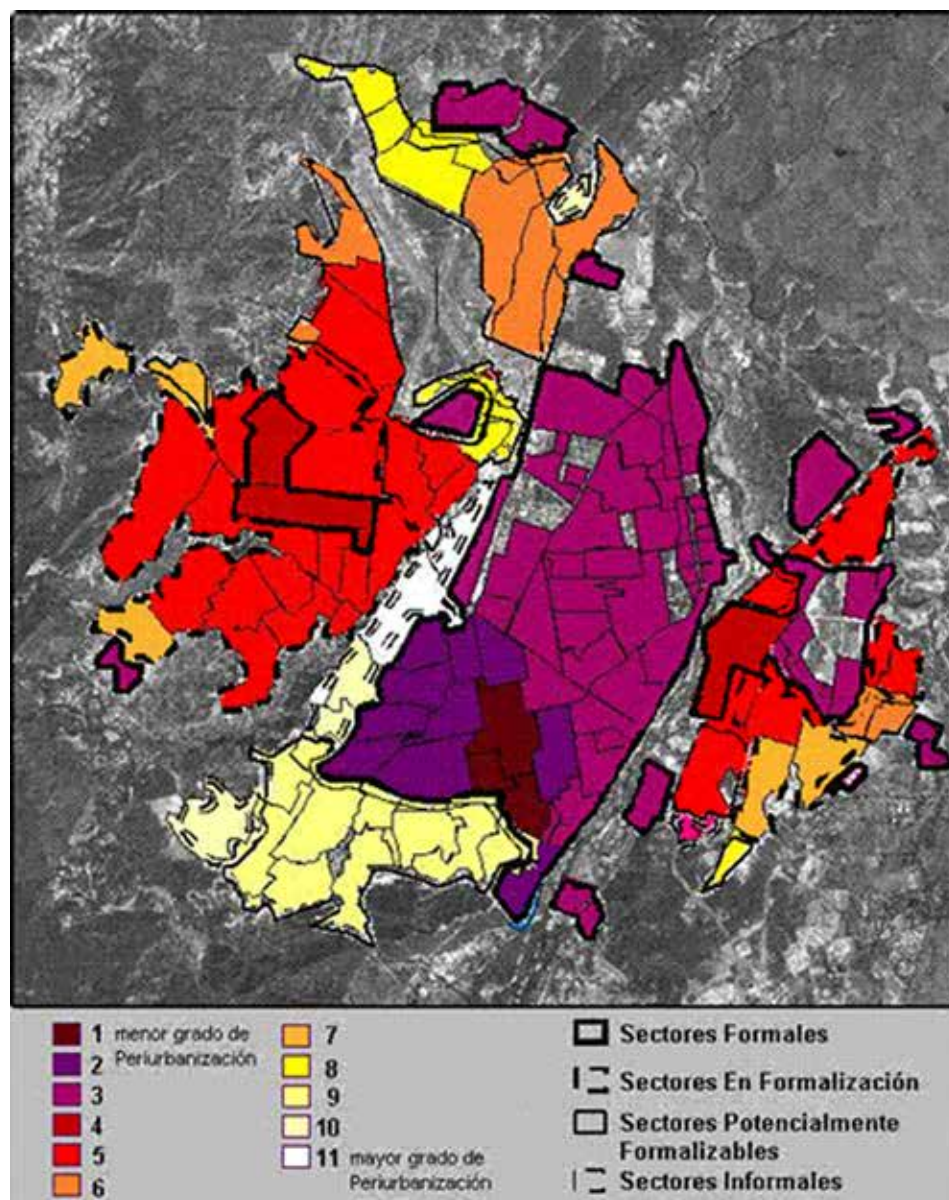 1 menor grado de
Periurbanización
2
3
4
5
6
7
8
9
10
11 mayor grado de
Periurbanización
Sectores Formales
Sectores En Formalización
Sectores Potencialmente
Formalizables
Sectores Informales